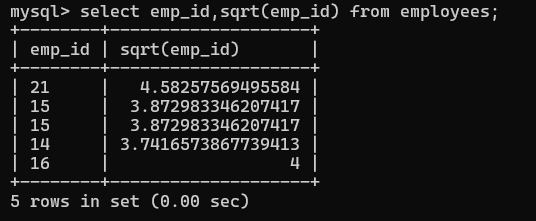 mysql> select emp_id,sqrt(emp_id) from employees;
+--------+--------------------+
| emp_id | sqrt(emp_id)       |
+--------+--------------------+
| 21     |   4.58257569495584 |
| 15     |  3.872983346207417 |
| 15     |  3.872983346207417 |
| 14     | 3.7416573867739413 |
| 16     |                  4 |
+--------+--------------------+
5 rows in set (0.00 sec)